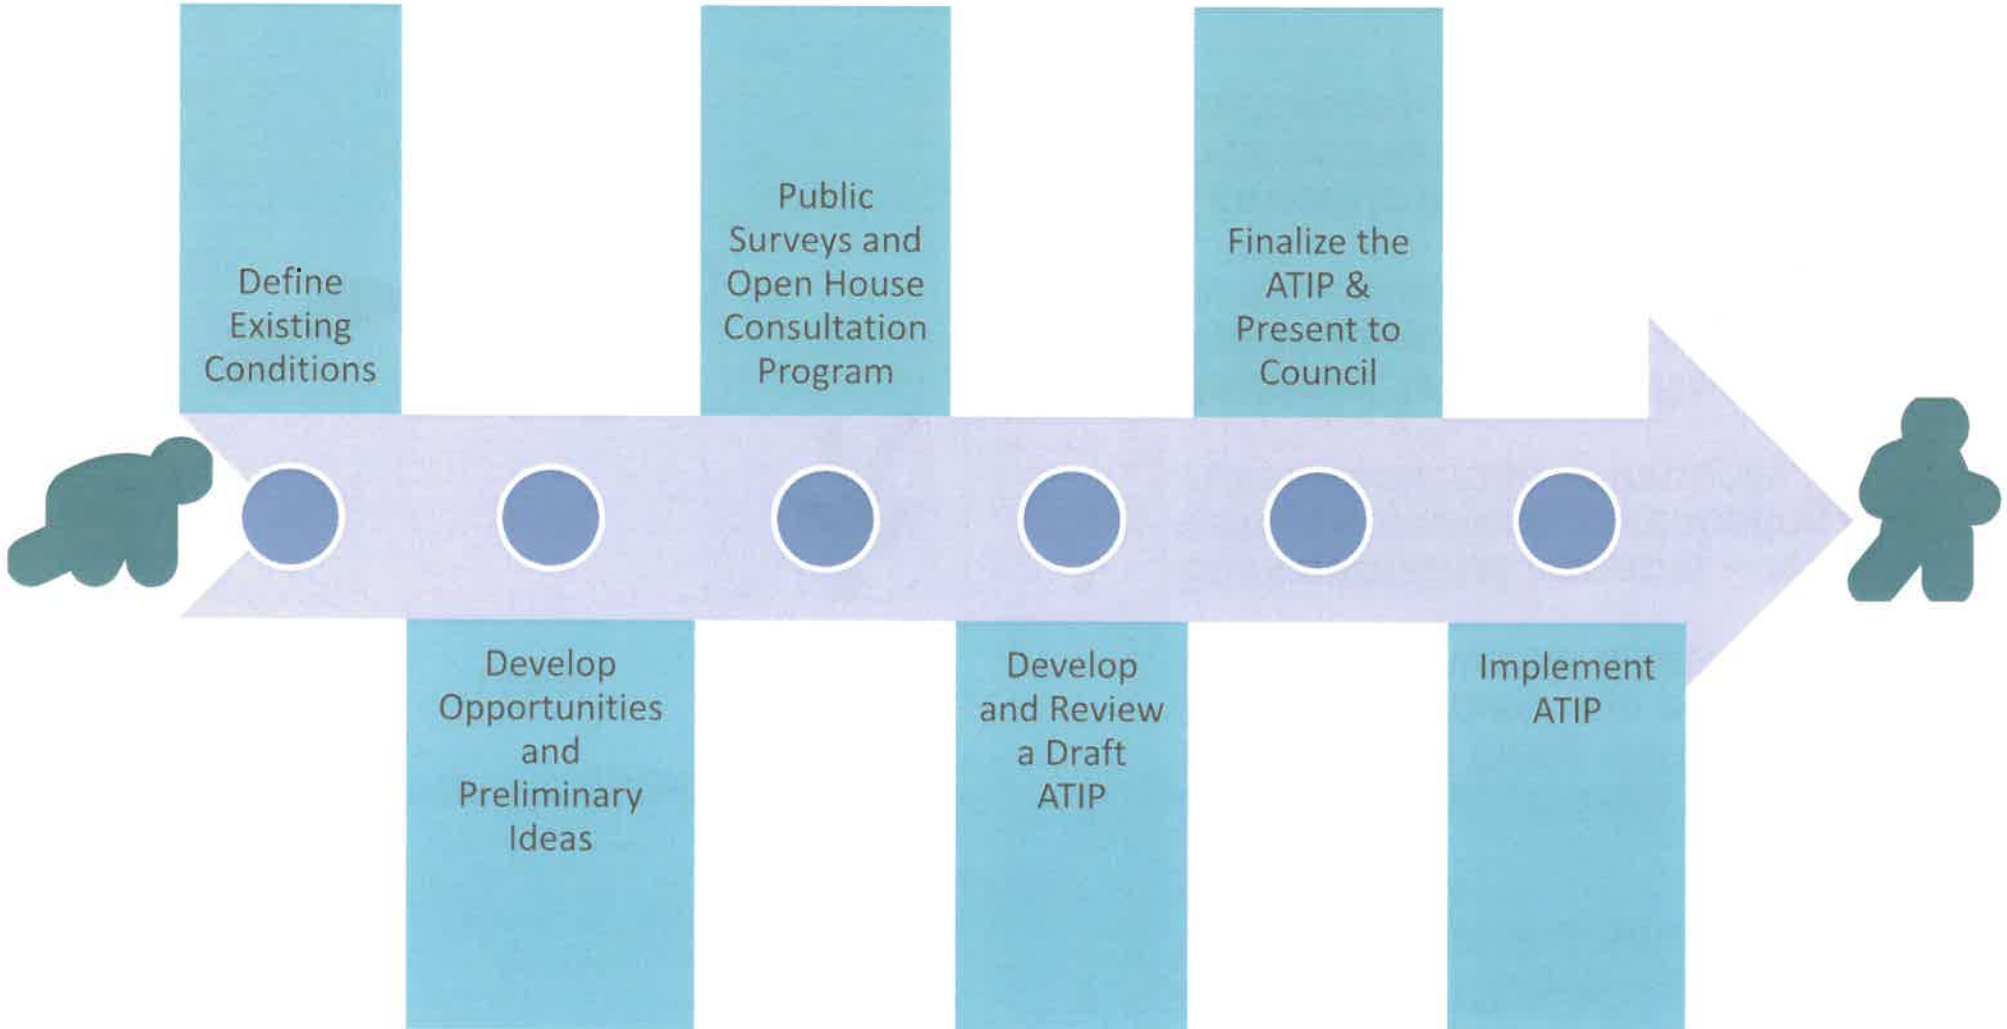 Define
Existing
Conditions
Develop
Opportunities
and
Preliminary
Ideas
Public
Surveys and
Open House
Consultation
Program
Develop
and Review
a Draft
ATIP
Finalize the
ATIP &
Present to
Council
Implement
ATIP